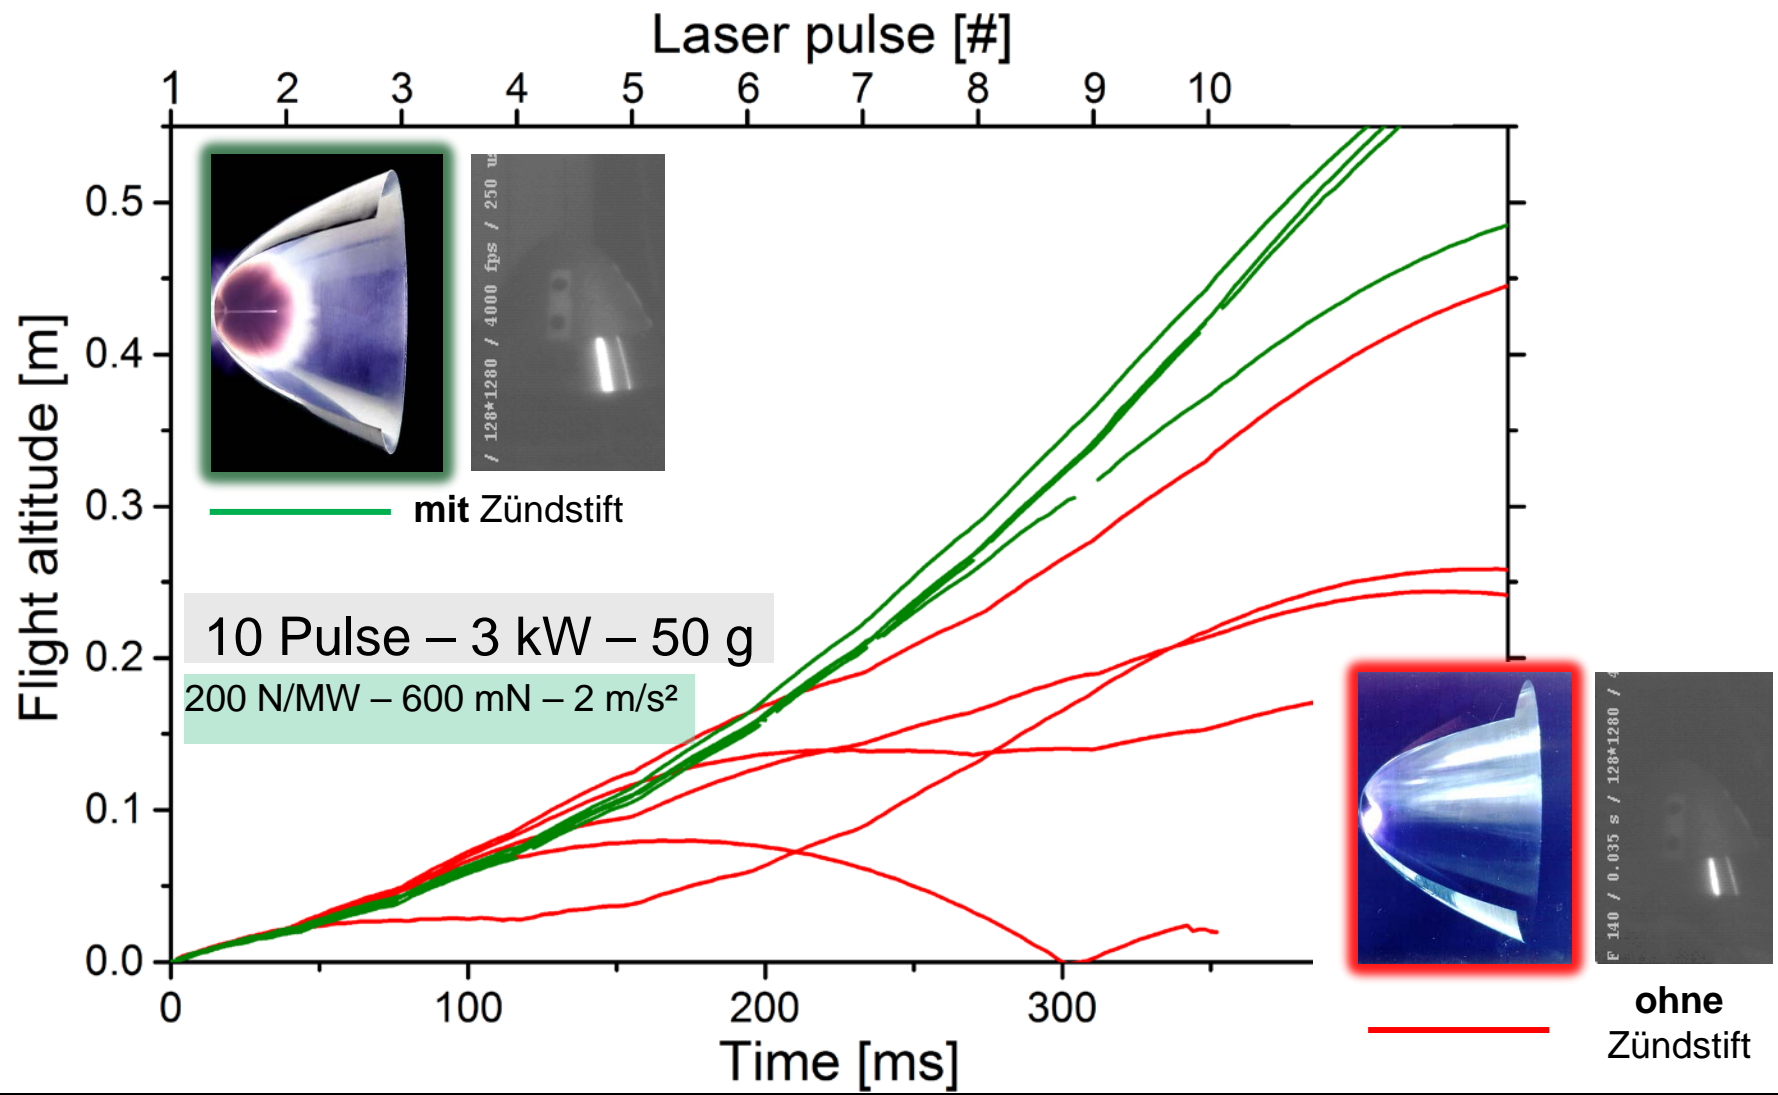 Laser pulse [#]
1 2 3 4 5 6 7 8 9 10
Flight altitude [m]
0.5
0.4
0.3
0.2
0.1
0.0
/ 128*1280 / 4000 fps / 250 u
mit Zündstift
10 Pulse – 3 kW – 50 g
200 N/MW – 600 mN – 2 m/s²
F 140 / 0.035 s / 128*1280 / 4
ohne
Zündstift
0 100 200 300
Time [ms]